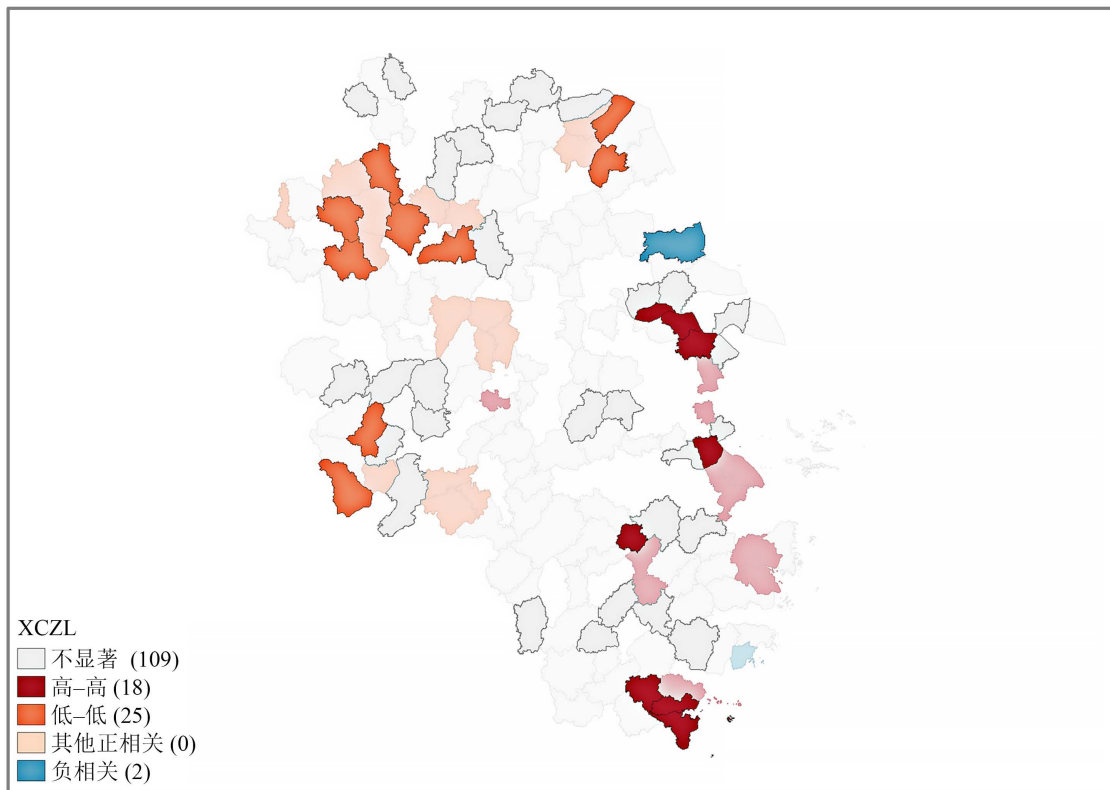 XCZL
不显著 (109)
高–高 (18)
低–低 (25)
其他正相关 (0)
负相关 (2)